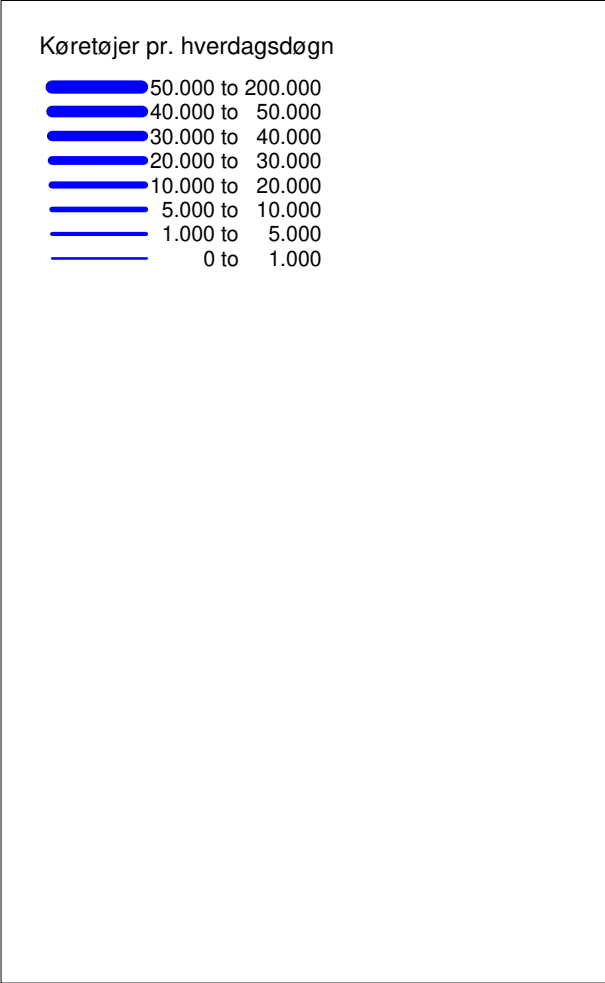 Køretøjer pr. hverdagsdøgn
50.000 to 200.000
40.000 to 50.000
30.000 to 40.000
20.000 to 30.000
10.000 to 20.000
5.000 to 10.000
1.000 to 5.000
0 to 1.000